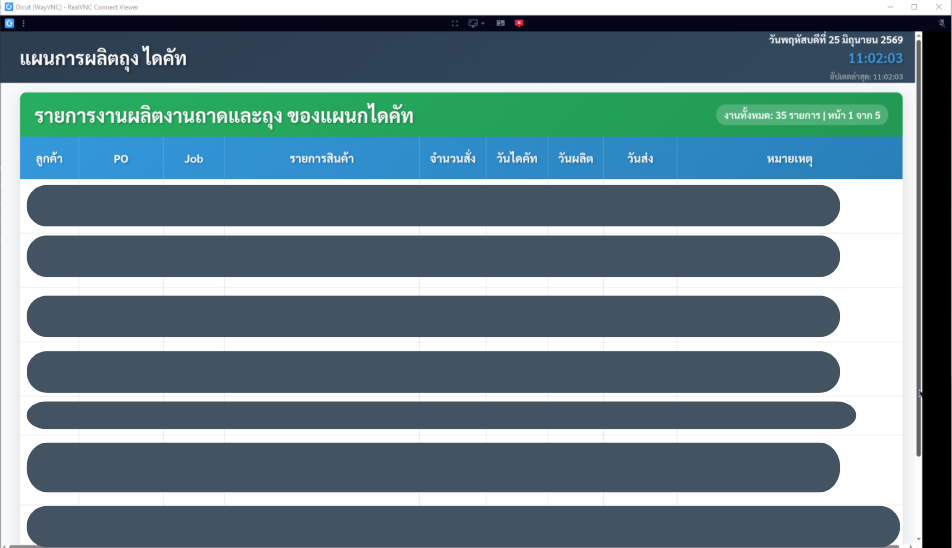 Dicut (WayVNC) - RealVNC Connect Viewer
แผนการผลิตถุง ไดคัท
วันพฤหัสบดีที่ 25 มิถุนายน 2569
11:02:03
อัปเดตล่าสุด: 11:02:03
รายการงานผลิตงานถาดและถุง ของแผนกไดคัท
งานทั้งหมด: 35 รายการ | หน้า 1 จาก 5
ลูกค้า PO Job รายการสินค้า จำนวนสั่ง วันไดคัท วันผลิต วันส่ง หมายเหตุ